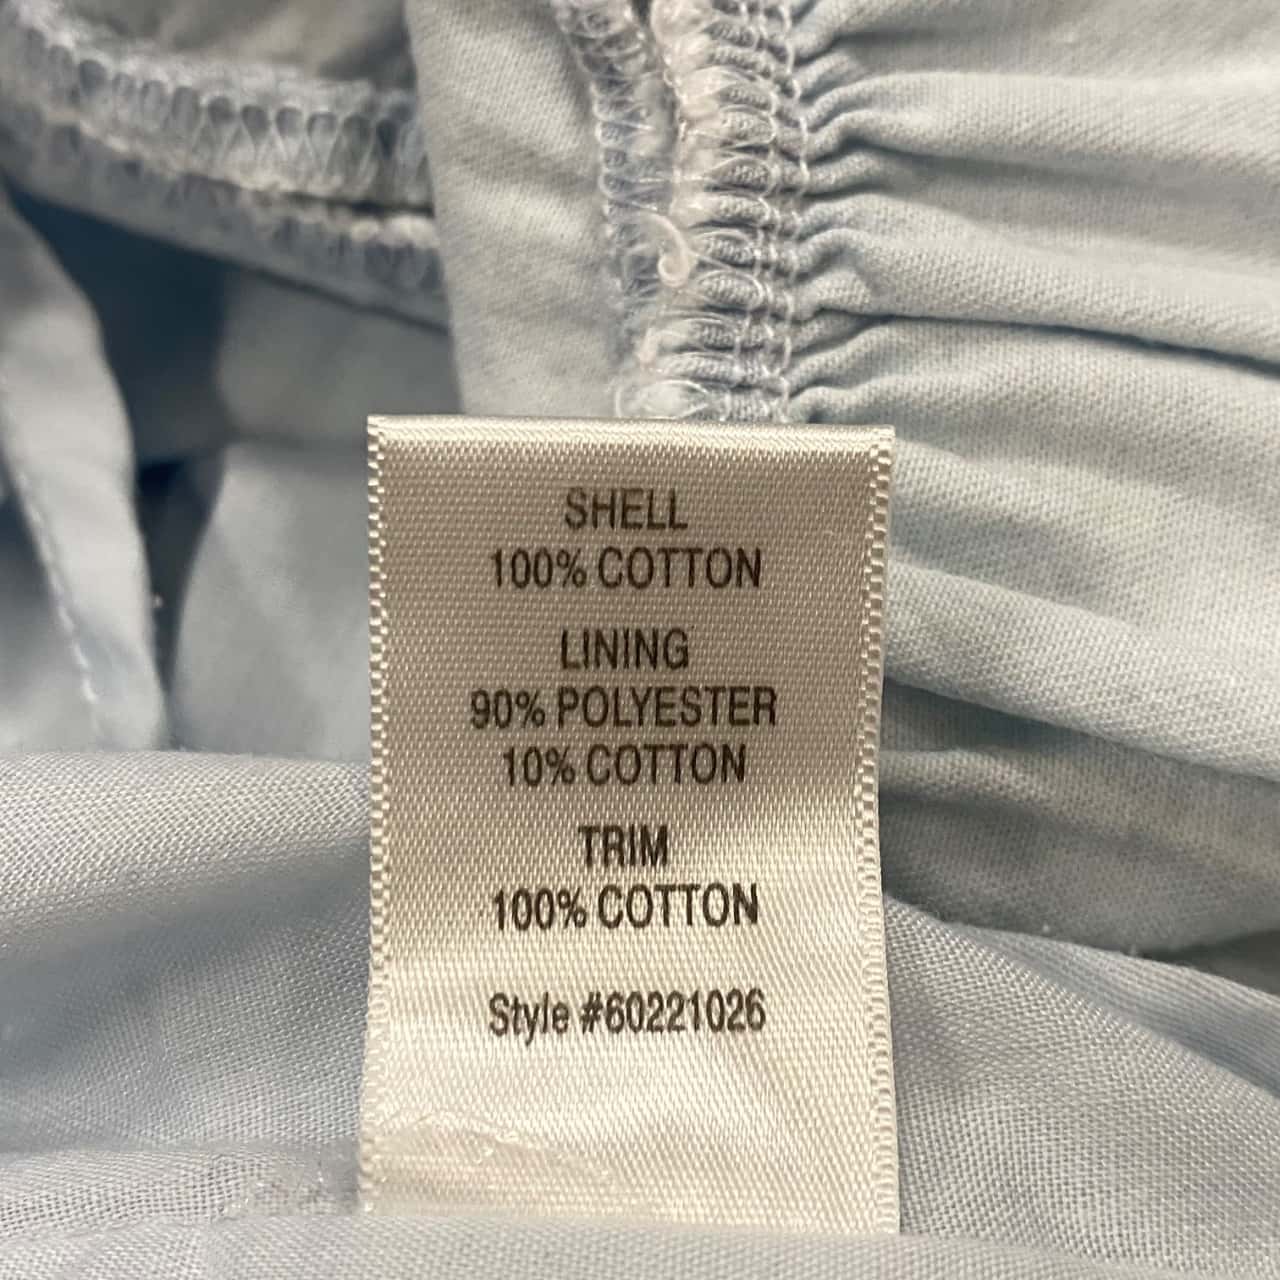 SHELL
100% COTTON
LINING
90% POLYESTER
10% COTTON
TRIM
100% COTTON
Style #60221026